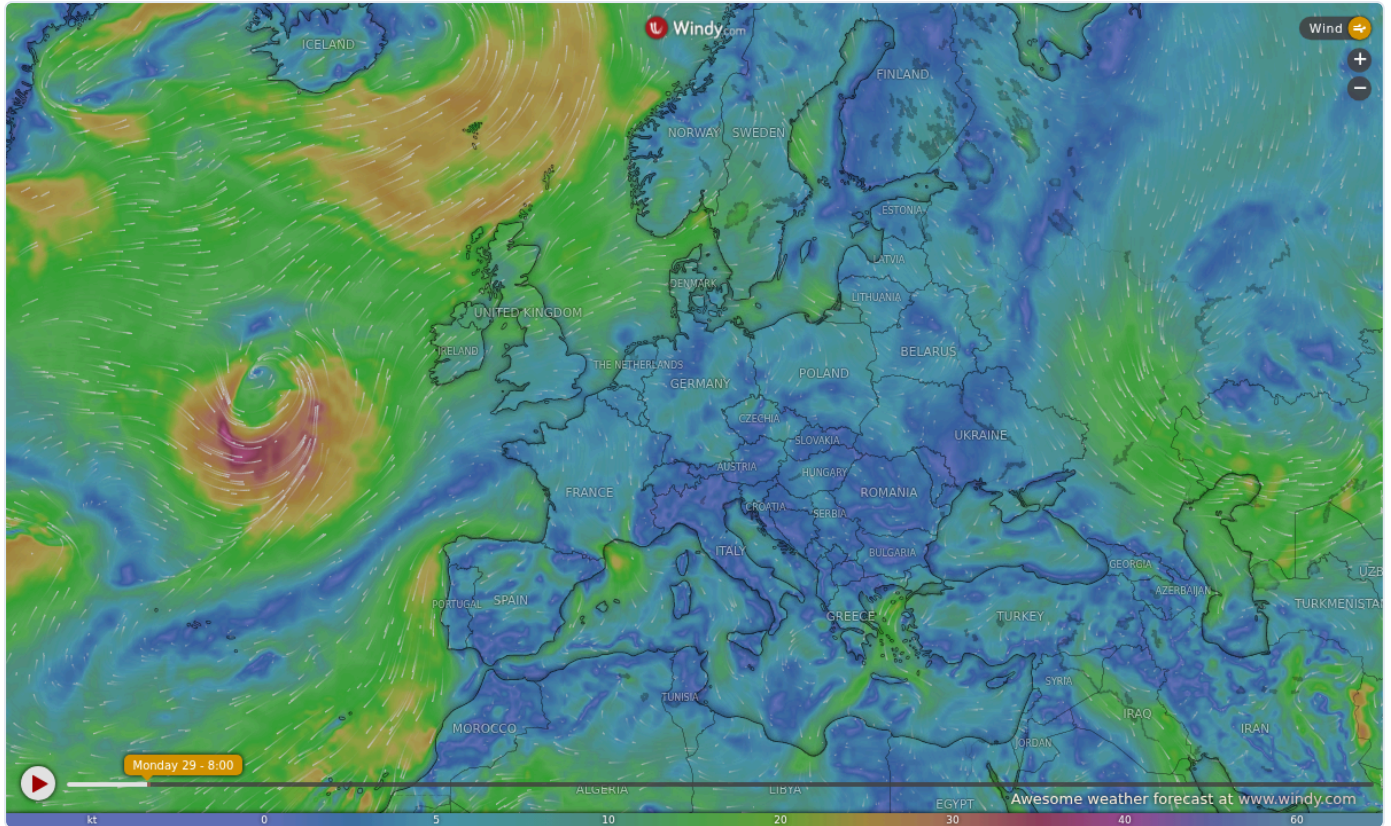 Windy.com
Wind
+
−
ICELAND
FINLAND
NORWAY
SWEDEN
ESTONIA
LATVIA
DENMARK
LITHUANIA
UNITED KINGDOM
IRELAND
THE NETHERLANDS
BELARUS
GERMANY
POLAND
CZECHIA
UKRAINE
SLOVAKIA
AUSTRIA
HUNGARY
FRANCE
ROMANIA
CROATIA
SERBIA
ITALY
BULGARIA
GEORGIA
UZB
AZERBAIJAN
PORTUGAL
SPAIN
TURKMENISTAN
GREECE
TURKEY
SYRIA
TUNISIA
IRAQ
MOROCCO
IRAN
JORDAN
Monday 29 - 8:00
ALGERIA
LIBYA
EGYPT
Awesome weather forecast at www.windy.com
kt 0 5 10 20 30 40 60